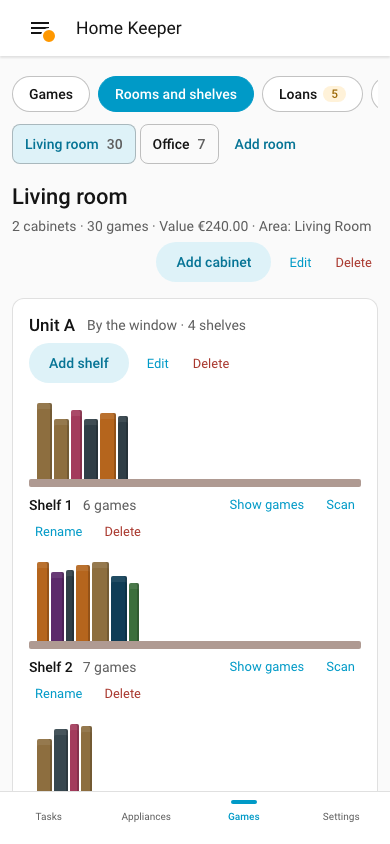 Home Keeper
Games
Rooms and shelves
Loans 5
Living room 30
Office 7
Add room
Living room
2 cabinets · 30 games · Value €240.00 · Area: Living Room
Add cabinet
Edit
Delete
Unit A By the window · 4 shelves
Add shelf
Edit
Delete
Shelf 1 6 games
Show games
Scan
Rename
Delete
Shelf 2 7 games
Show games
Scan
Rename
Delete
Tasks
Appliances
Games
Settings